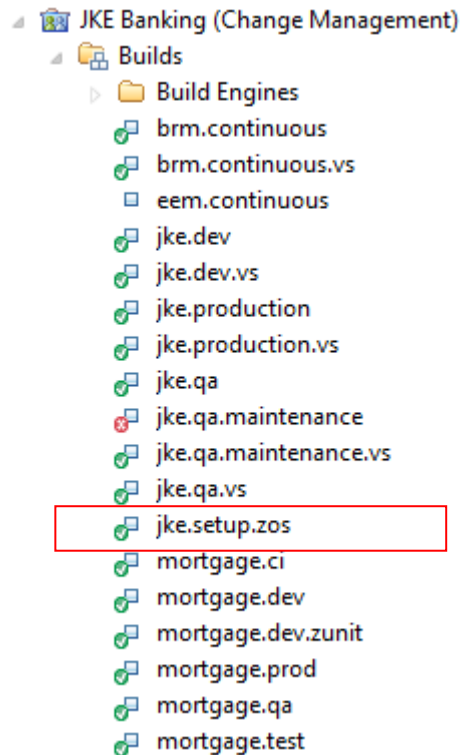 JKE Banking (Change Management)
Builds
Build Engines
brm.continuous
brm.continuous.vs
eem.continuous
jke.dev
jke.dev.vs
jke.production
jke.production.vs
jke.qa
jke.qa.maintenance
jke.qa.maintenance.vs
jke.qa.vs
jke.setup.zos
mortgage.ci
mortgage.dev
mortgage.dev.zunit
mortgage.prod
mortgage.qa
mortgage.test